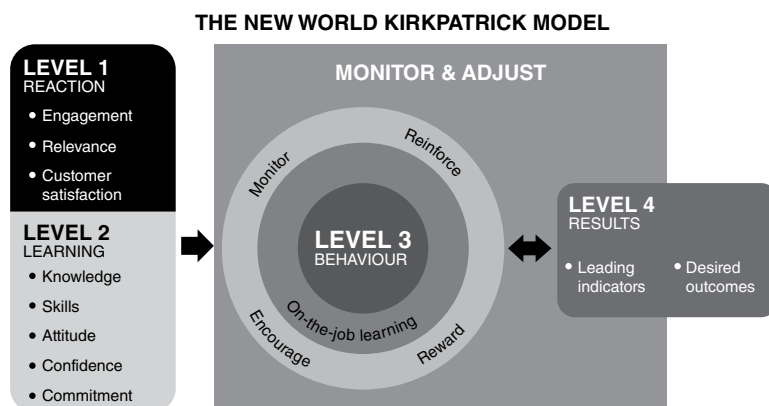 THE NEW WORLD KIRKPATRICK MODEL
LEVEL 1
REACTION
• Engagement
• Relevance
• Customer
satisfaction
LEVEL 2
LEARNING
• Knowledge
• Skills
• Attitude
• Confidence
• Commitment
MONITOR & ADJUST
Monitor
Reinforce
LEVEL 3
BEHAVIOUR
On-the-job learning
Encourage
Reward
LEVEL 4
RESULTS
• Leading
indicators
• Desired
outcomes